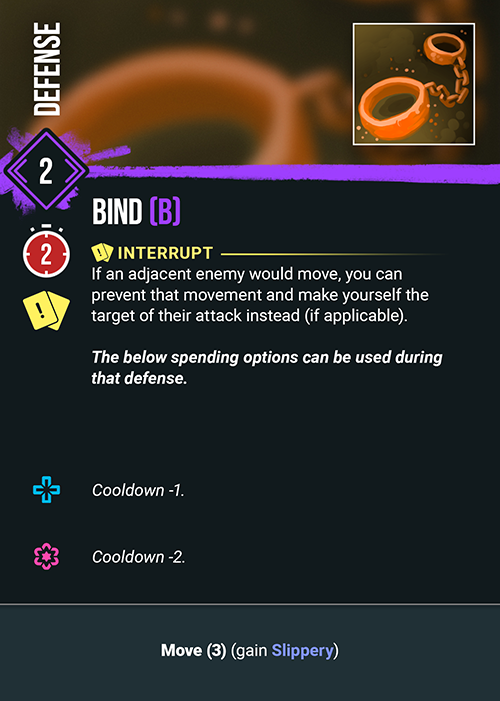 DEFENSE
2
BIND (B)
2
! INTERRUPT
If an adjacent enemy would move, you can
prevent that movement and make yourself the
target of their attack instead (if applicable).
!
The below spending options can be used during
that defense.
Cooldown -1.
Cooldown -2.
Move (3) (gain Slippery)